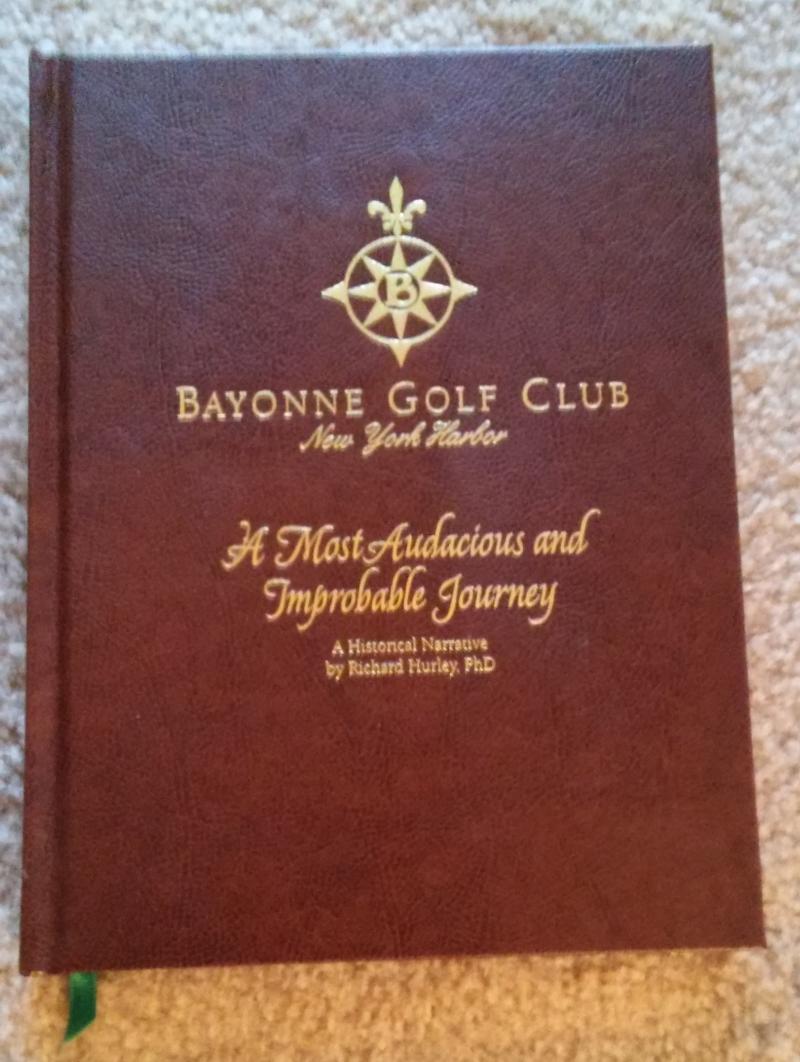 B
BAYONNE GOLF CLUB
New York Harbor
A Most Audacious and
Improbable Journey
A Historical Narrative
by Richard Hurley, PhD